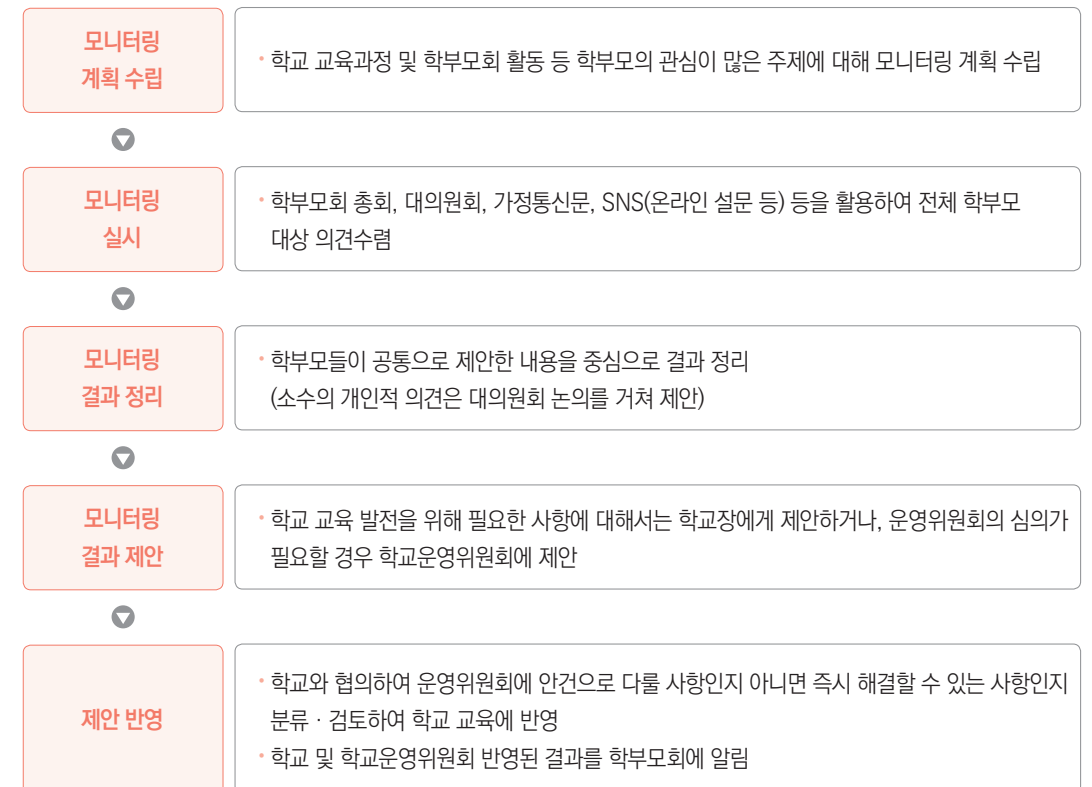 모니터링
계획 수립
· 학교 교육과정 및 학부모회 활동 등 학부모의 관심이 많은 주제에 대해 모니터링 계획 수립
모니터링
실시
· 학부모회 총회, 대의원회, 가정통신문, SNS(온라인 설문 등) 등을 활용하여 전체 학부모
대상 의견수렴
모니터링
결과 정리
· 학부모들이 공통으로 제안한 내용을 중심으로 결과 정리
(소수의 개인적 의견은 대의원회 논의를 거쳐 제안)
모니터링
결과 제안
· 학교 교육 발전을 위해 필요한 사항에 대해서는 학교장에게 제안하거나, 운영위원회의 심의가
필요할 경우 학교운영위원회에 제안
제안 반영
· 학교와 협의하여 운영위원회에 안건으로 다룰 사항인지 아니면 즉시 해결할 수 있는 사항인지
분류 · 검토하여 학교 교육에 반영
· 학교 및 학교운영위원회 반영된 결과를 학부모회에 알림